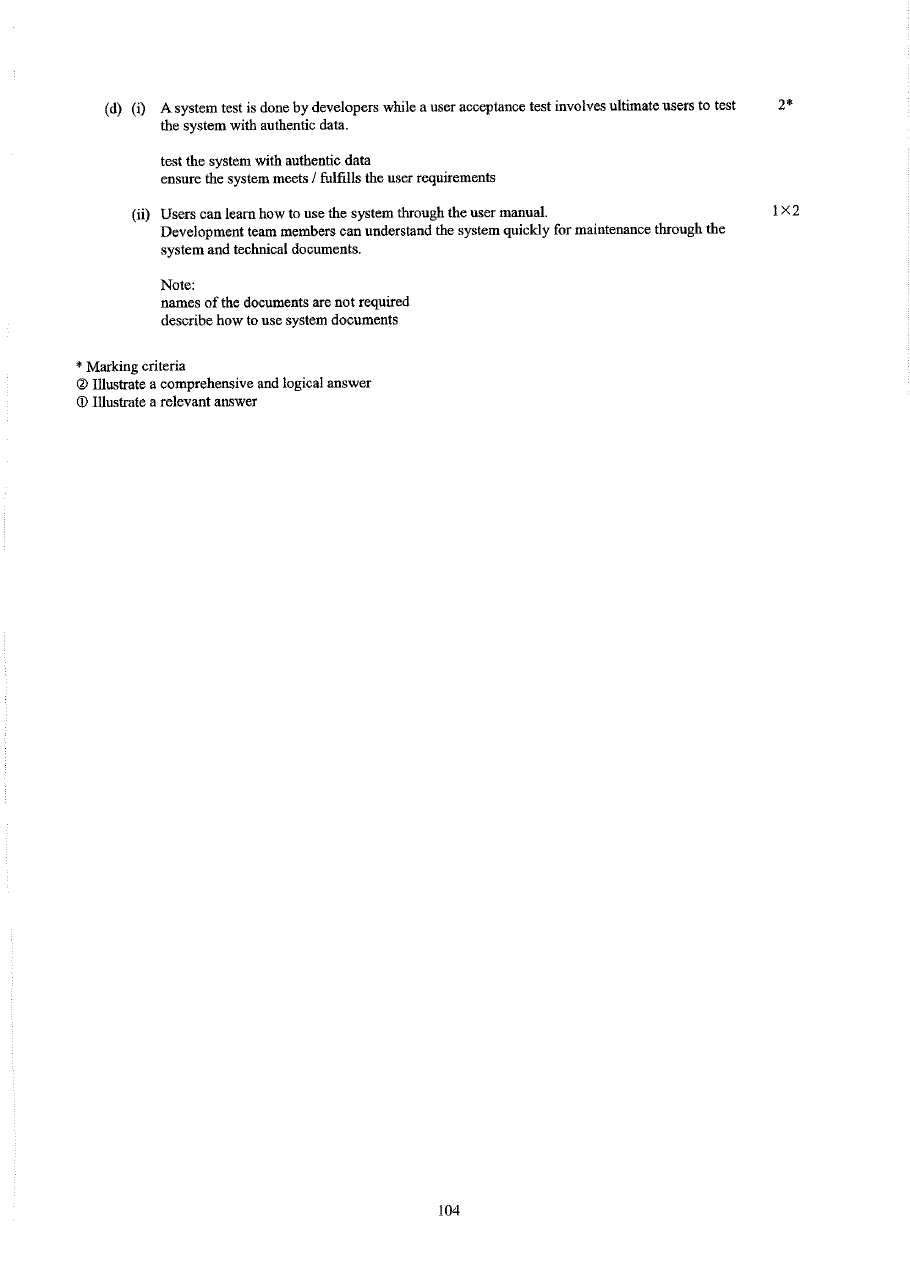 (d) (i) A system test is done by developers while a user acceptance test involves ultimate users to test 2*
the system with authentic data.
test the system with authentic data
ensure the system meets / fulfills the user requirements
(ii) Users can learn how to use the system through the user manual. 1×2
Development team members can understand the system quickly for maintenance through the
system and technical documents.
Note:
names of the documents are not required
describe how to use system documents
* Marking criteria
② Illustrate a comprehensive and logical answer
① Illustrate a relevant answer
104